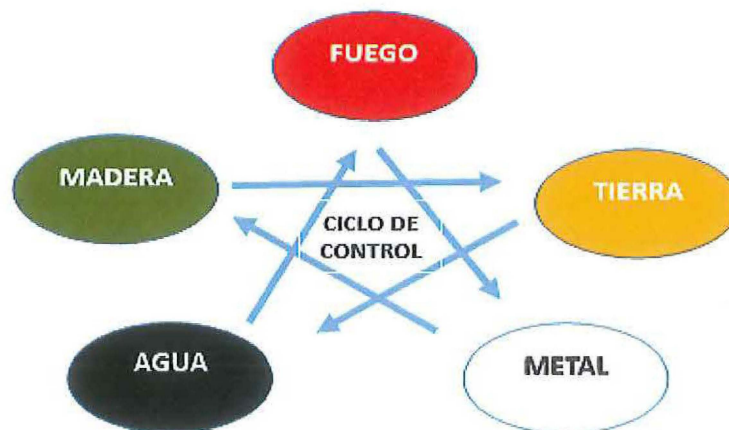 FUEGO
MADERA
TIERRA
CICLO DE
CONTROL
AGUA
METAL